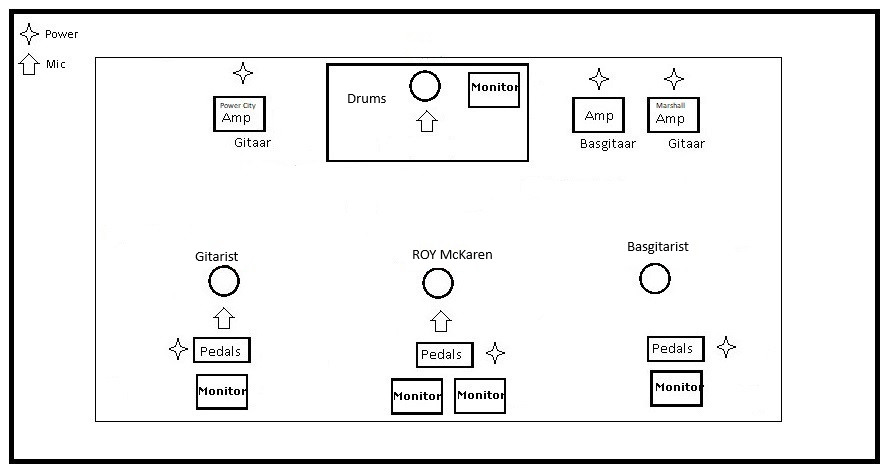 Power
Mic
Drums
Monitor
Power City
Amp
Gitaar
Amp
Basgitaar
Marshall
Amp
Gitaar
Gitarist
ROY McKaren
Basgitarist
Pedals
Pedals
Pedals
Monitor
Monitor
Monitor
Monitor